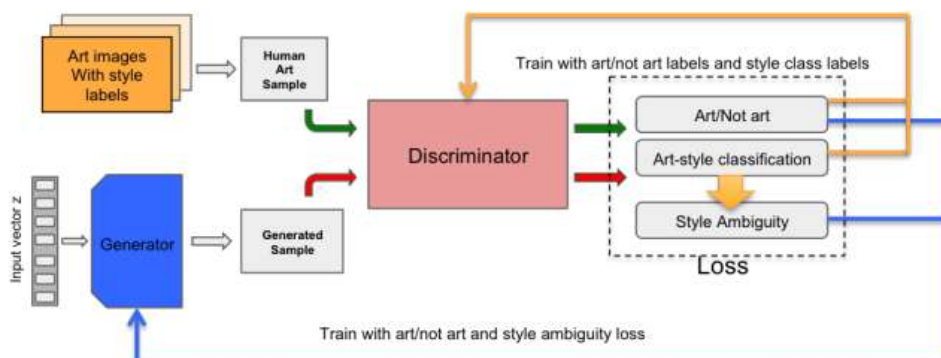 Art images
With style
labels
Human
Art
Sample
Train with art/not art labels and style class labels
Discriminator
Art/Not art
Art-style classification
Style Ambiguity
Loss
Input vector z
Generator
Generated
Sample
Train with art/not art and style ambiguity loss